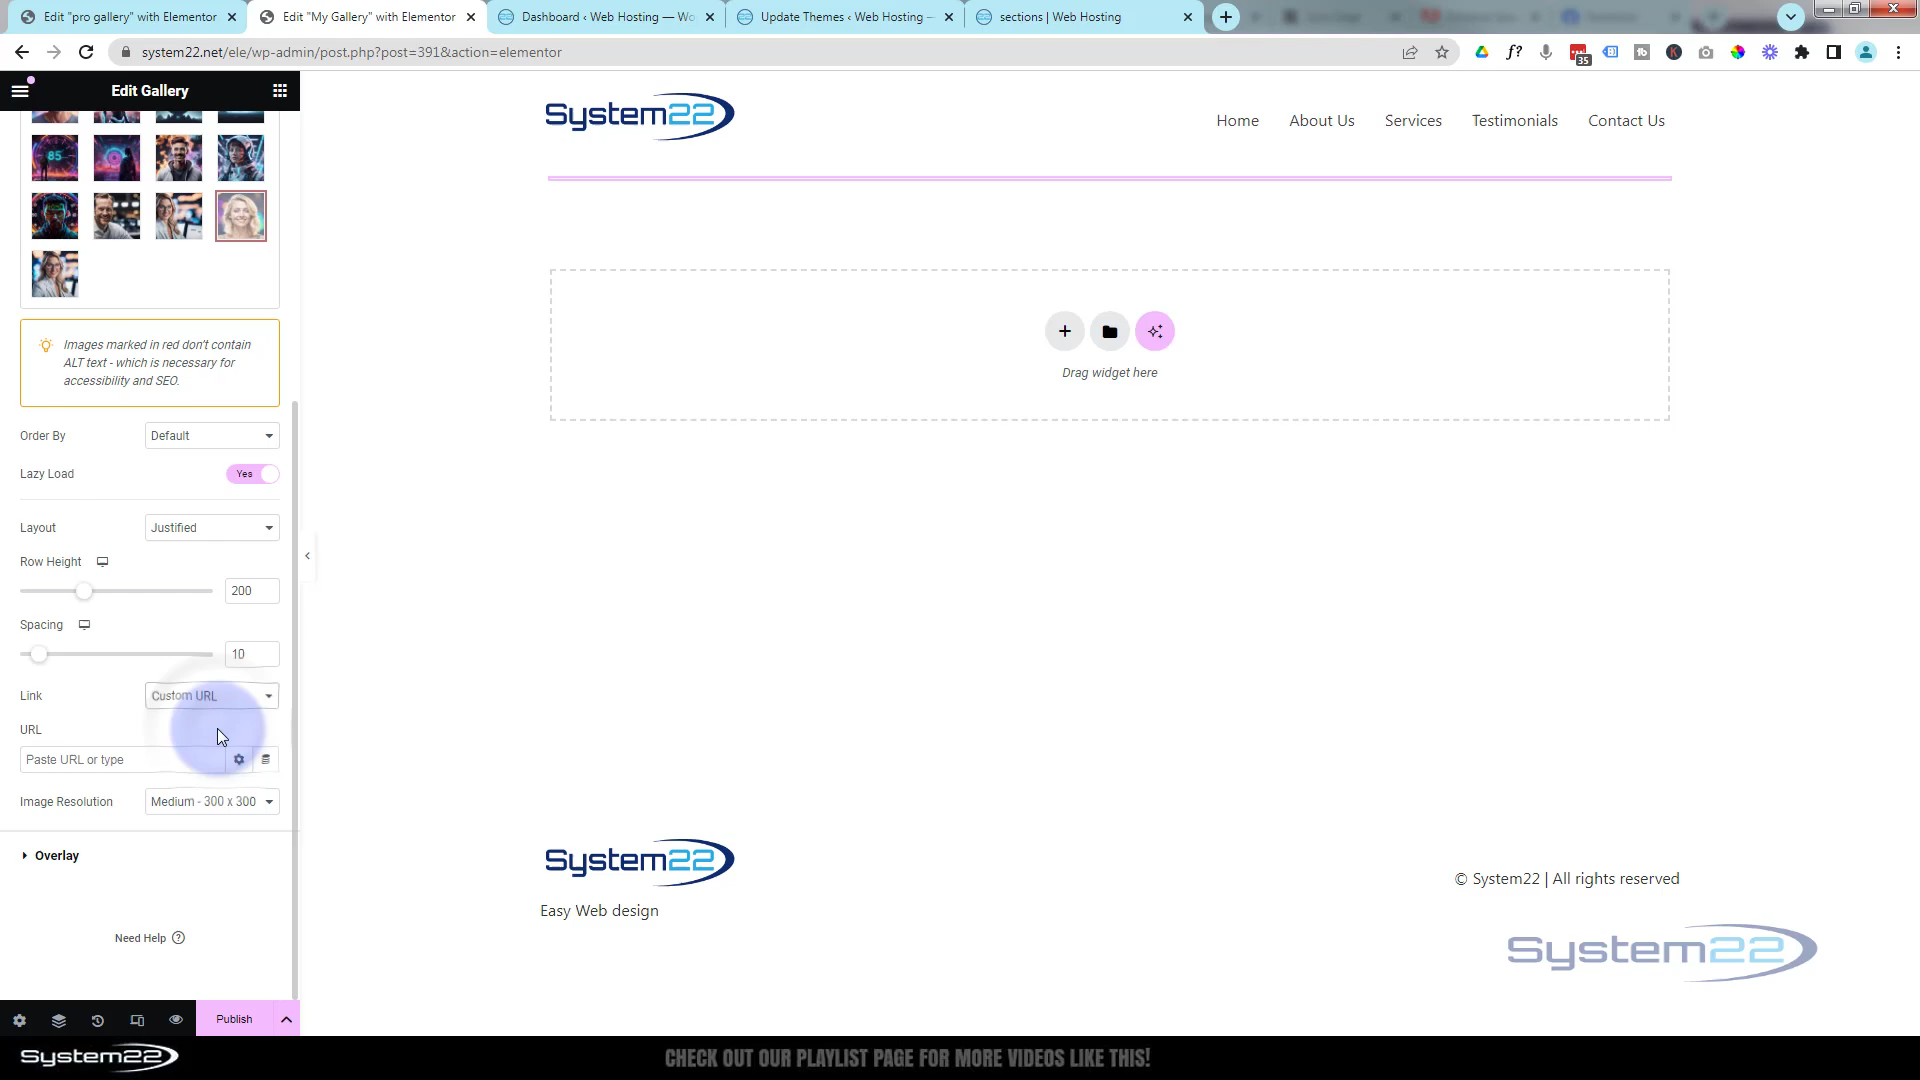 Edit "pro gallery" with Elementor
Edit "My Gallery" with Elementor
Dashboard ‹ Web Hosting — Wo
Update Themes ‹ Web Hosting —
sections | Web Hosting
system22.net/ele/wp-admin/post.php?post=391&action=elementor
f?
35
tb
K
Edit Gallery
System22
Home
About Us
Services
Testimonials
Contact Us
85
Images marked in red don't contain
ALT text - which is necessary for
accessibility and SEO.
Drag widget here
Order By
Default
Lazy Load
Yes
Layout
Justified
Row Height
200
Spacing
10
Link
Custom URL
URL
Paste URL or type
Image Resolution
Medium - 300 x 300
Overlay
Need Help
System22
Easy Web design
© System22 | All rights reserved
System22
Publish
System22
CHECK OUT OUR PLAYLIST PAGE FOR MORE VIDEOS LIKE THIS!